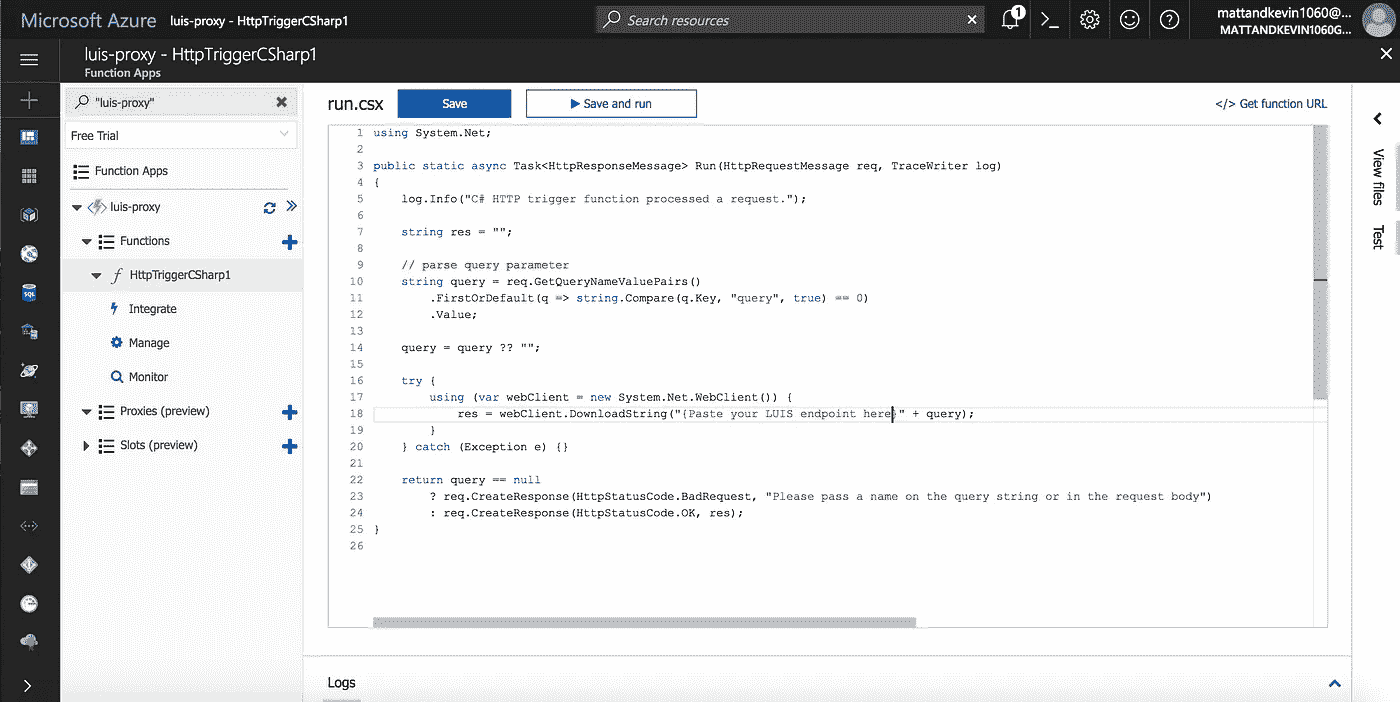 Microsoft Azure luis-proxy - HttpTriggerCSharp1
Search resources
1
mattandkevin1060@...
MATTANDKEVIN1060G...
luis-proxy - HttpTriggerCSharp1
Function Apps
"luis-proxy"
Free Trial
Function Apps
luis-proxy
Functions
HttpTriggerCSharp1
Integrate
Manage
Monitor
Proxies (preview)
Slots (preview)
SQL
run.csx
Save
Save and run
</> Get function URL
1 using System.Net;
2
3 public static async Task<HttpResponseMessage> Run(HttpRequestMessage req, TraceWriter log)
4 {
5 log.Info("C# HTTP trigger function processed a request.");
6
7 string res = "";
8
9 // parse query parameter
10 string query = req.GetQueryNameValuePairs()
11 .FirstOrDefault(q => string.Compare(q.Key, "query", true) == 0)
12 .Value;
13
14 query = query ?? "";
15
16 try {
17 using (var webClient = new System.Net.WebClient()) {
18 res = webClient.DownloadString("{Paste your LUIS endpoint here}" + query);
19 }
20 } catch (Exception e) {}
21
22 return query == null
23 ? req.CreateResponse(HttpStatusCode.BadRequest, "Please pass a name on the query string or in the request body")
24 : req.CreateResponse(HttpStatusCode.OK, res);
25 }
26
View files
Test
Logs